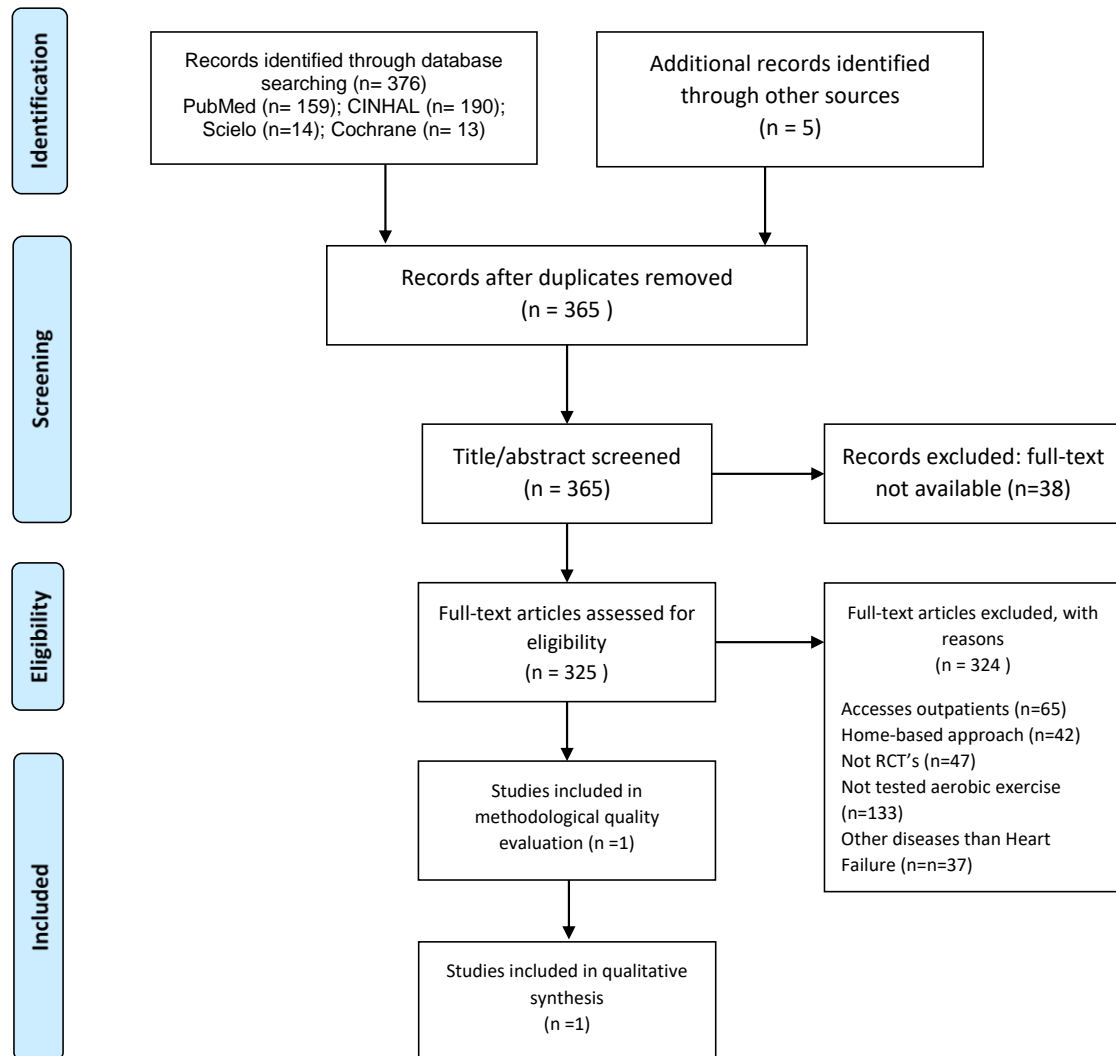 Identification
Records identified through database
searching (n= 376)
PubMed (n= 159); CINHAL (n= 190);
Scielo (n=14); Cochrane (n= 13)
Additional records identified
through other sources
(n = 5)
Screening
Records after duplicates removed
(n = 365 )
Title/abstract screened
(n = 365)
Records excluded: full-text
not available (n=38)
Eligibility
Full-text articles assessed for
eligibility
(n = 325 )
Full-text articles excluded, with
reasons
(n = 324 )
Accesses outpatients (n=65)
Home-based approach (n=42)
Not RCT’s (n=47)
Not tested aerobic exercise
(n=133)
Other diseases than Heart
Failure (n=n=37)
Included
Studies included in
methodological quality
evaluation (n =1)
Studies included in qualitative
synthesis
(n =1)